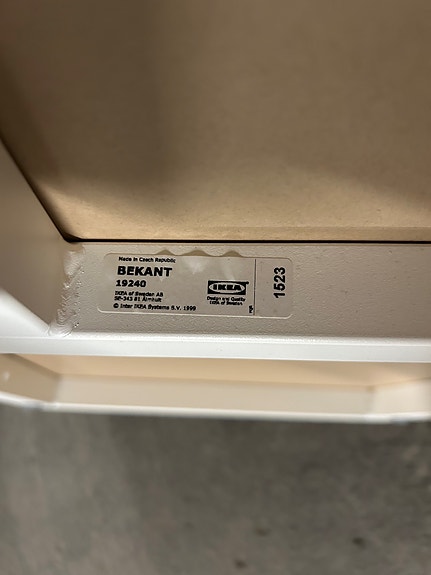 Made in Czech Republic
BEKANT
19240
IKEA of Sweden AB
SE-343 81 Älmhult
© Inter IKEA Systems B.V. 1999
IKEA
Design and Quality
IKEA of Sweden
1523